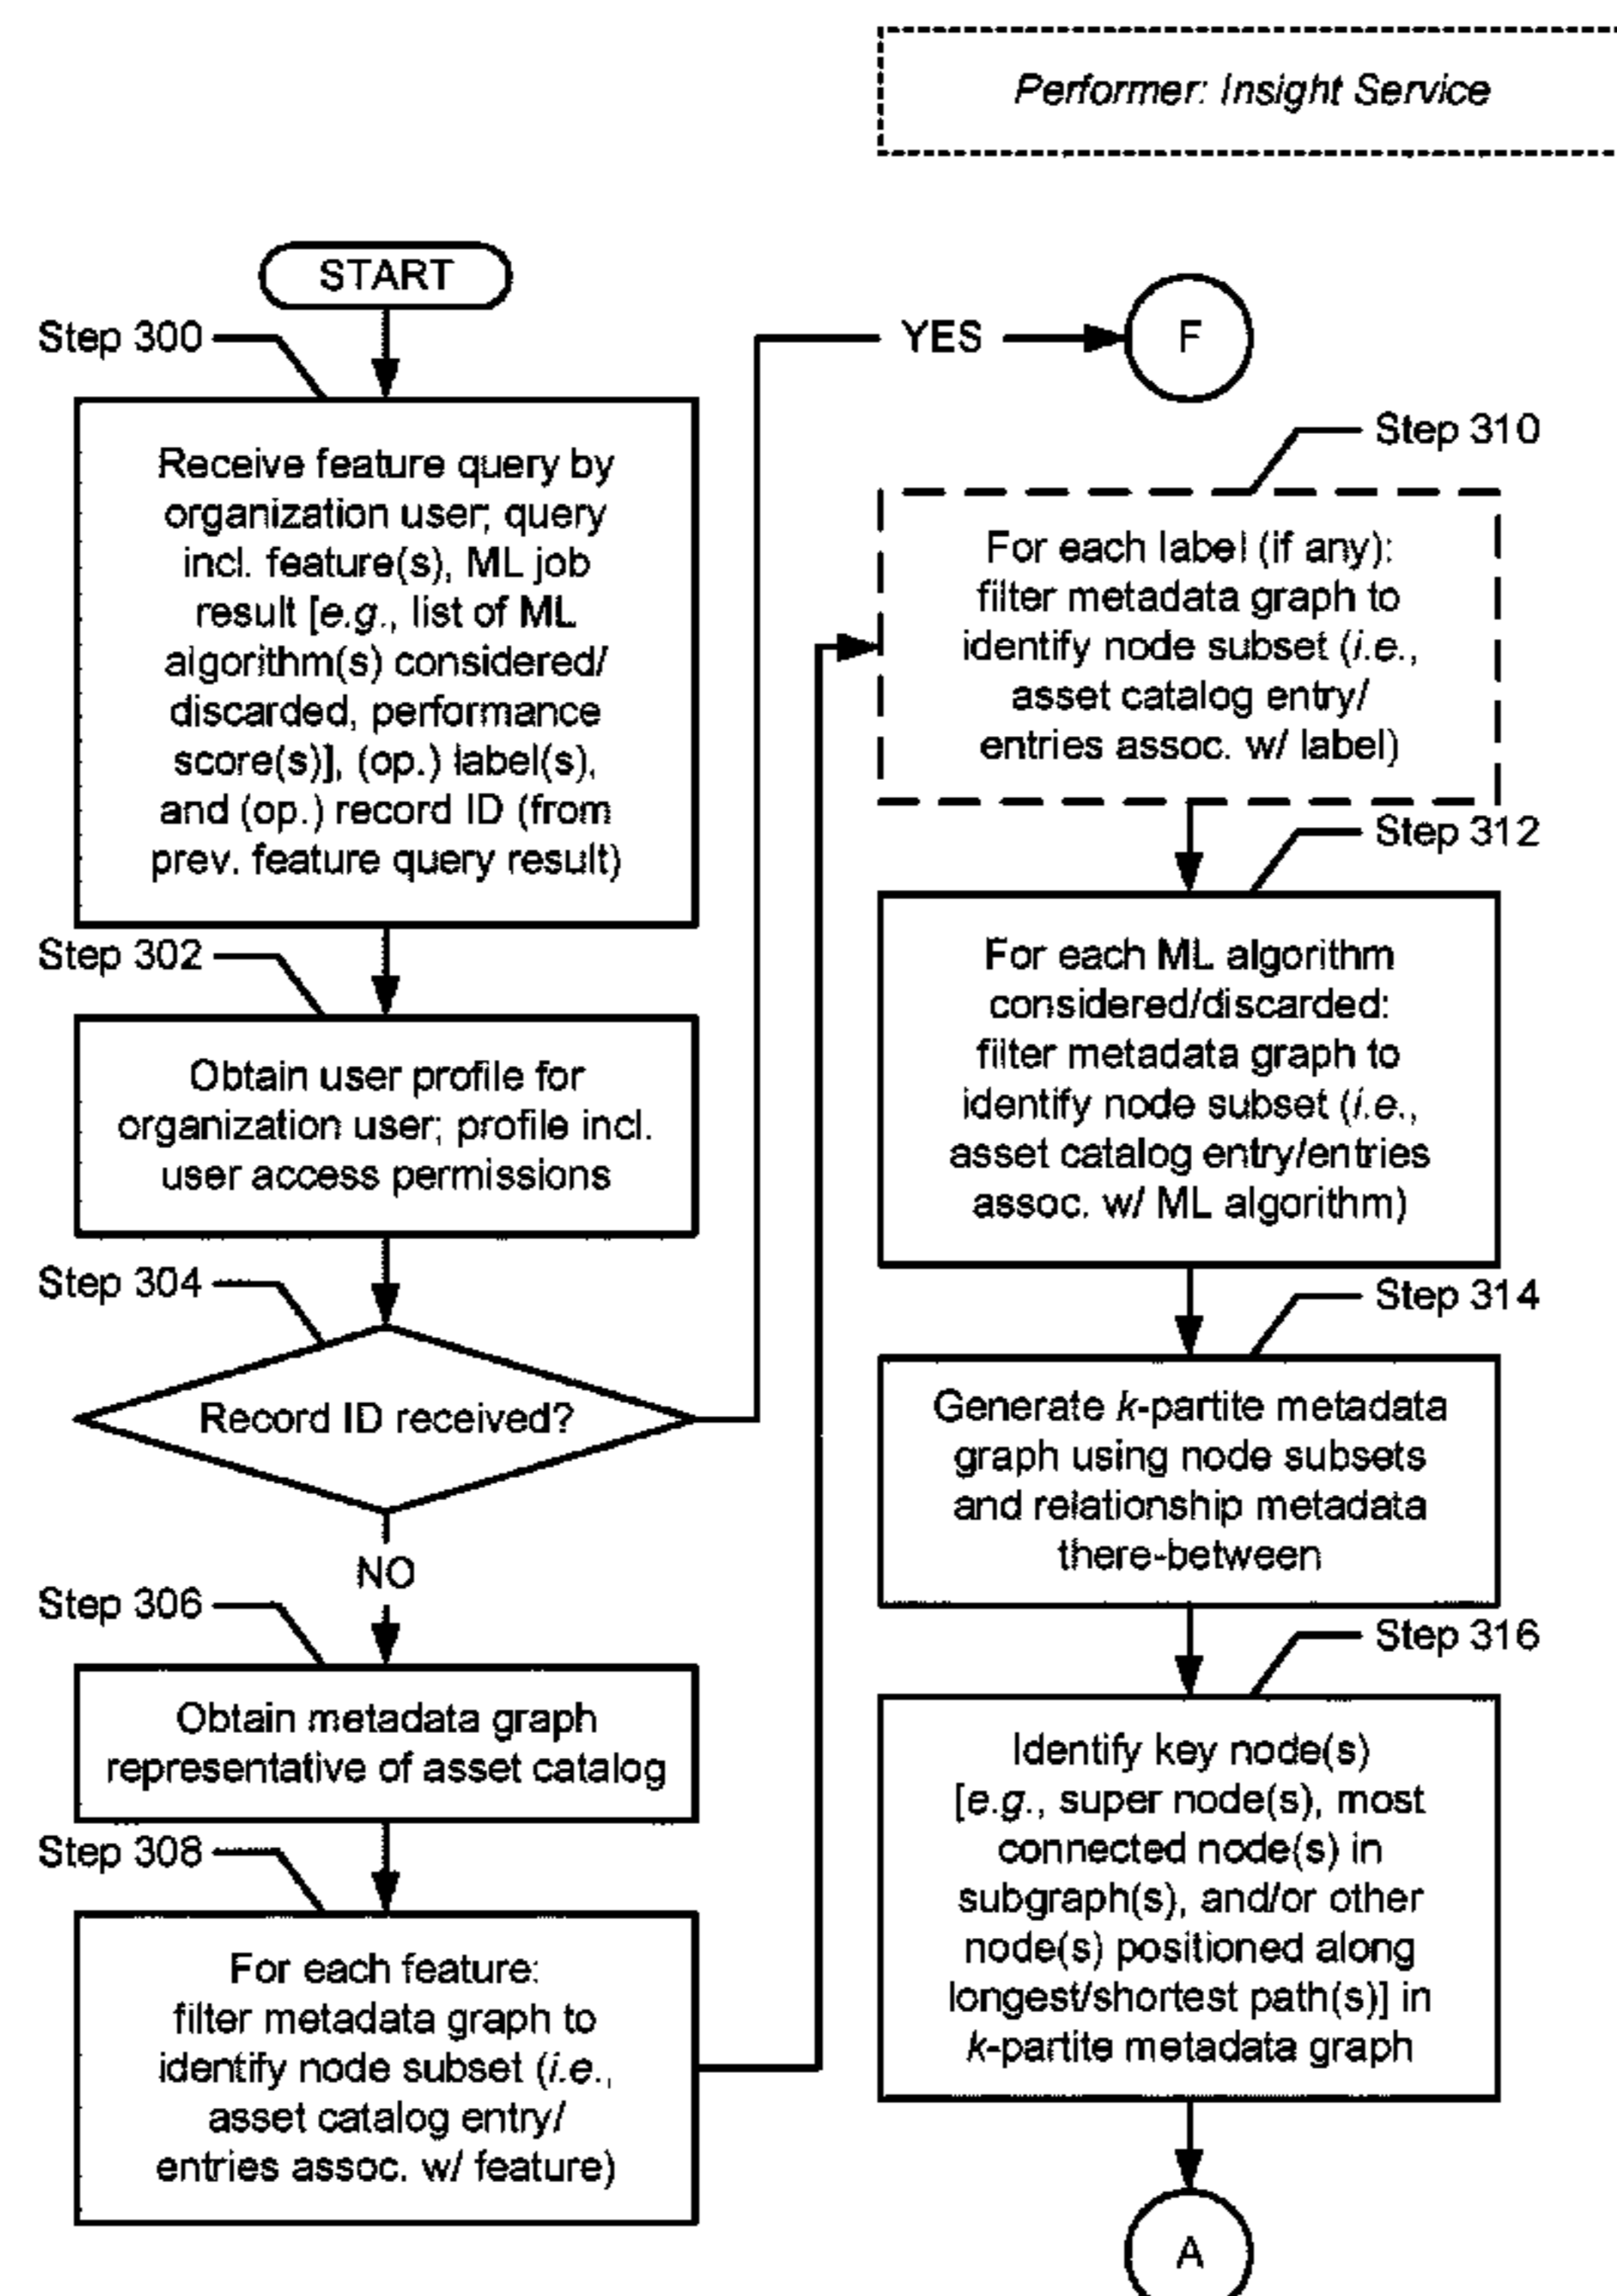 Performer: Insight Service
START
Step 300
Receive feature query by
organization user; query
incl. feature(s), ML job
result [e.g., list of ML
algorithm(s) considered/
discarded, performance
score(s)], (op.) label(s),
and (op.) record ID (from
prev. feature query result)
Step 302
Obtain user profile for
organization user; profile incl.
user access permissions
Step 304
Record ID received?
YES
F
NO
Step 306
Obtain metadata graph
representative of asset catalog
Step 308
For each feature:
filter metadata graph to
identify node subset (i.e.,
asset catalog entry/
entries assoc. w/ feature)
Step 310
For each label (if any):
filter metadata graph to
identify node subset (i.e.,
asset catalog entry/
entries assoc. w/ label)
Step 312
For each ML algorithm
considered/discarded:
filter metadata graph to
identify node subset (i.e.,
asset catalog entry/entries
assoc. w/ ML algorithm)
Step 314
Generate k-partite metadata
graph using node subsets
and relationship metadata
there-between
Step 316
Identify key node(s)
[e.g., super node(s), most
connected node(s) in
subgraph(s), and/or other
node(s) positioned along
longest/shortest path(s)] in
k-partite metadata graph
A